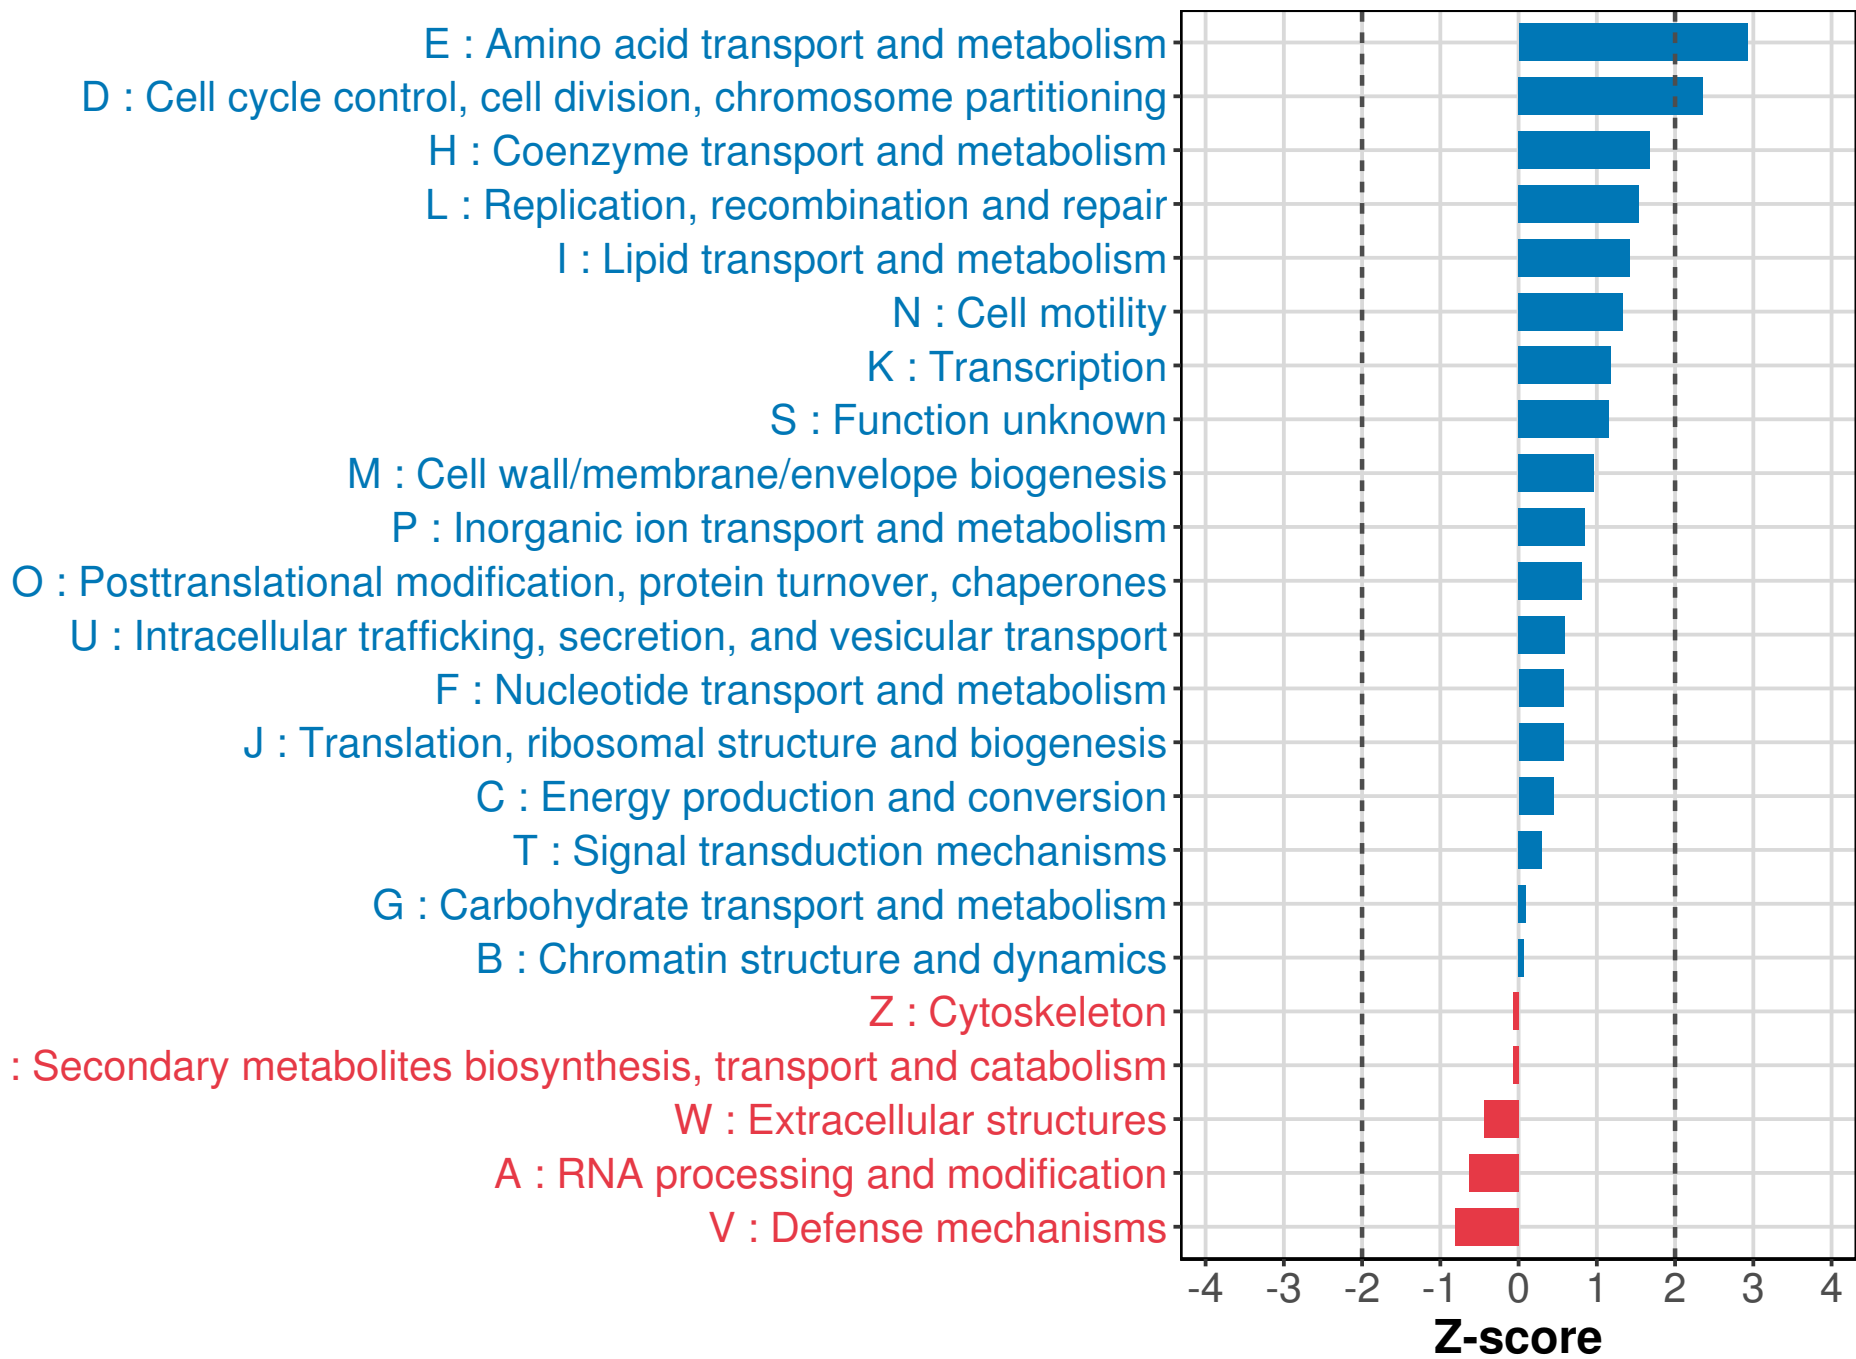 E : Amino acid transport and metabolism
D : Cell cycle control, cell division, chromosome partitioning
H : Coenzyme transport and metabolism
L : Replication, recombination and repair
I : Lipid transport and metabolism
N : Cell motility
K : Transcription
S : Function unknown
M : Cell wall/membrane/envelope biogenesis
P : Inorganic ion transport and metabolism
O : Posttranslational modification, protein turnover, chaperones
U : Intracellular trafficking, secretion, and vesicular transport
F : Nucleotide transport and metabolism
J : Translation, ribosomal structure and biogenesis
C : Energy production and conversion
T : Signal transduction mechanisms
G : Carbohydrate transport and metabolism
B : Chromatin structure and dynamics
Z : Cytoskeleton
: Secondary metabolites biosynthesis, transport and catabolism
W : Extracellular structures
A : RNA processing and modification
V : Defense mechanisms
-4 -3 -2 -1 0 1 2 3 4
Z-score